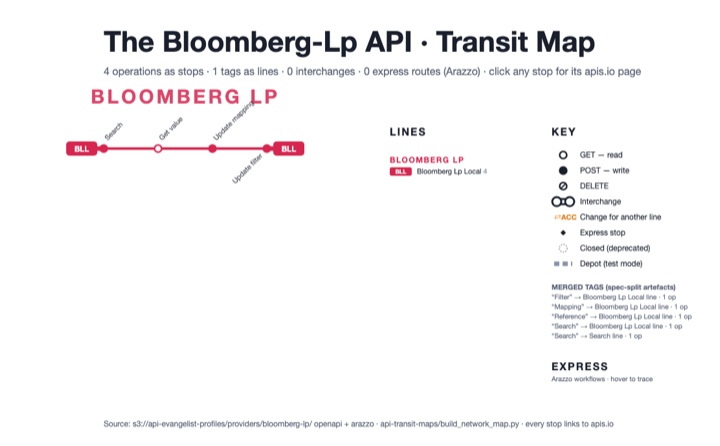 The Bloomberg-Lp API · Transit Map
4 operations as stops · 1 tags as lines · 0 interchanges · 0 express routes (Arazzo) · click any stop for its apis.io page
BLOOMBERG LP
BLL
Search
Get value
Update mapping
Update filter
BLL
LINES
BLOOMBERG LP
BLL Bloomberg Lp Local 4
KEY
GET — read
POST — write
DELETE
Interchange
⇄ACC Change for another line
Express stop
Closed (deprecated)
Depot (test mode)
MERGED TAGS (spec-split artefacts)
"Filter" → Bloomberg Lp Local line · 1 op
"Mapping" → Bloomberg Lp Local line · 1 op
"Reference" → Bloomberg Lp Local line · 1 op
"Search" → Bloomberg Lp Local line · 1 op
"Search" → Search line · 1 op
EXPRESS
Arazzo workflows · hover to trace
Source: s3://api-evangelist-profiles/providers/bloomberg-lp/ openapi + arazzo · api-transit-maps/build_network_map.py · every stop links to apis.io